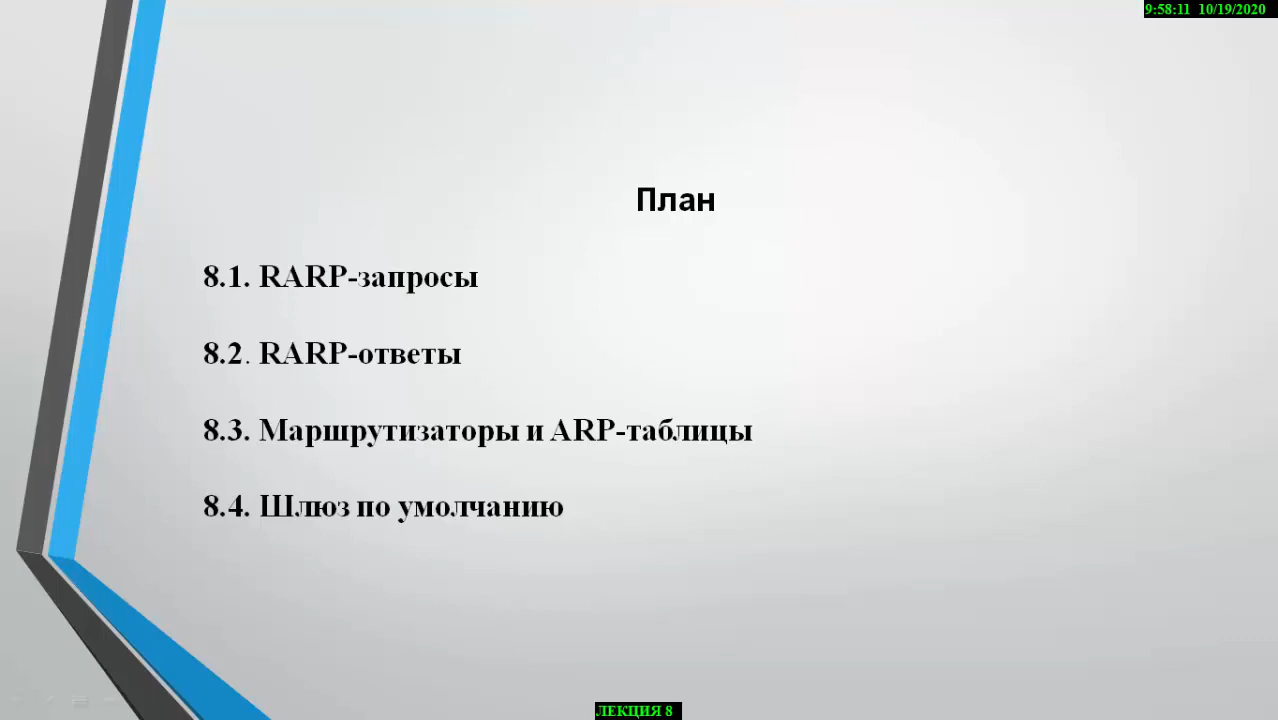 9:58:11 10/19/2020
План
8.1. RARP-запросы
8.2. RARP-ответы
8.3. Маршрутизаторы и ARP-таблицы
8.4. Шлюз по умолчанию
ЛЕКЦИЯ 8